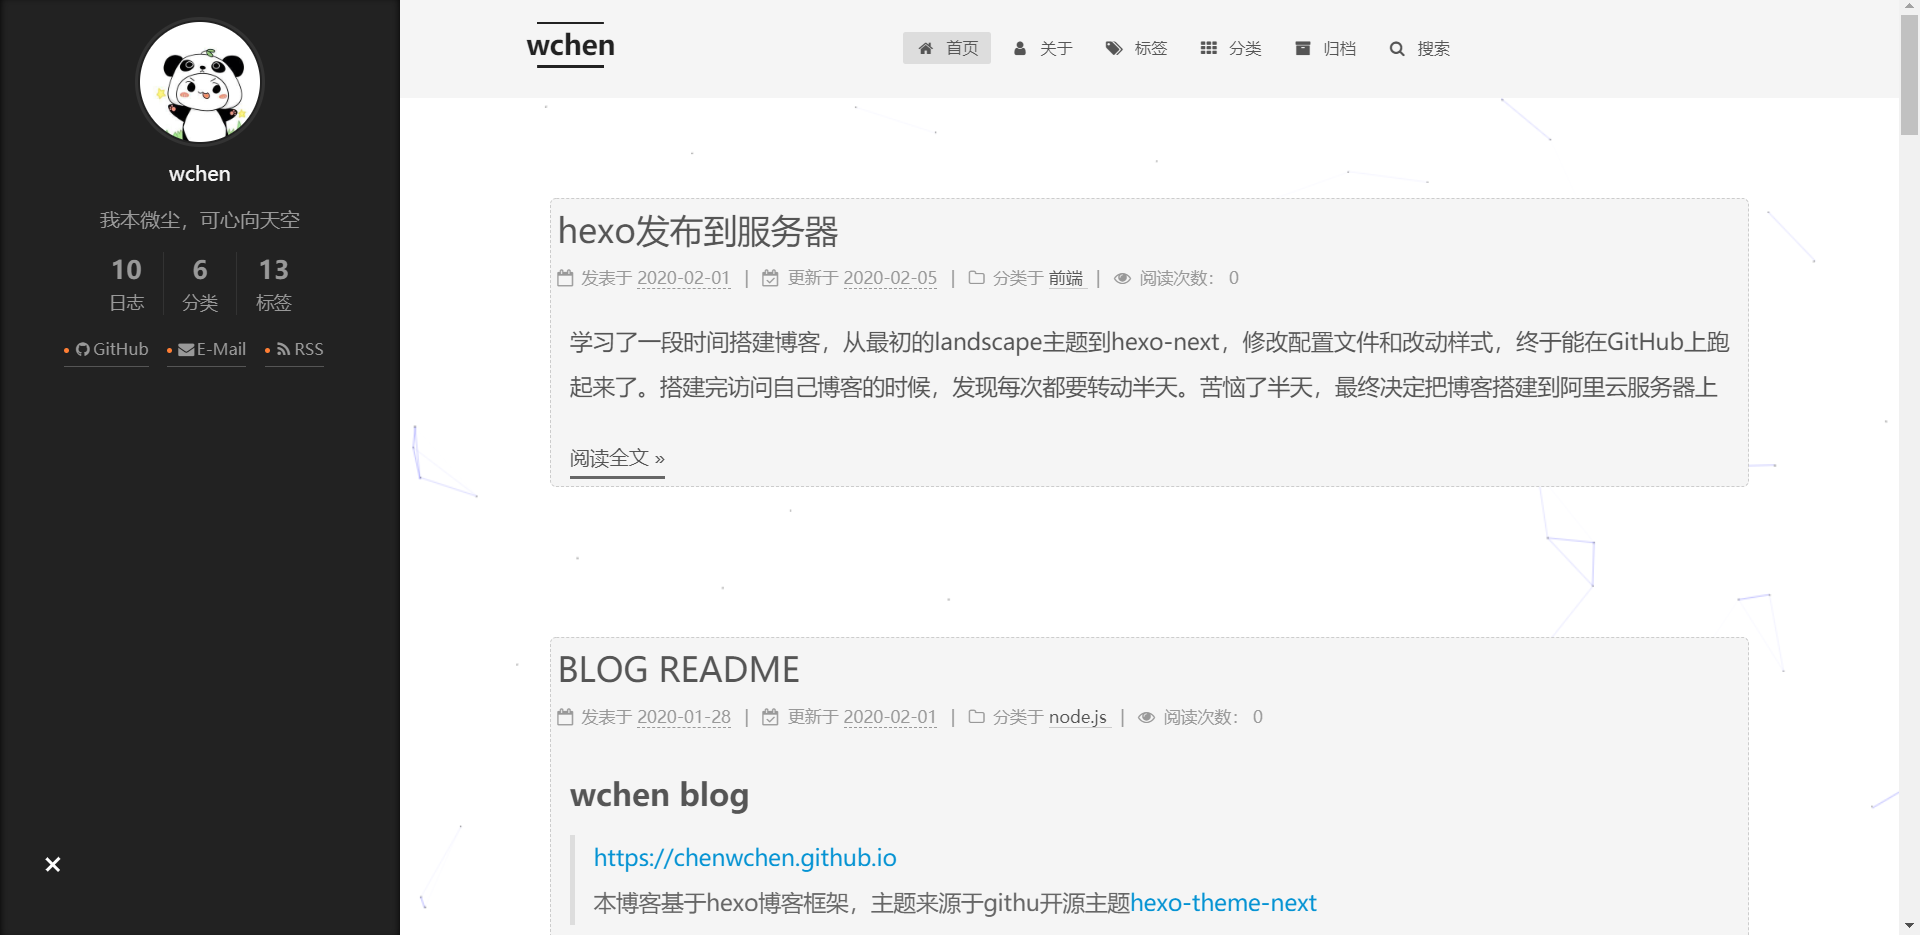 wchen
我本微尘，可心向天空
10 6 13
日志 分类 标签
GitHub E-Mail RSS
wchen
首页 关于 标签 分类 归档 搜索
hexo发布到服务器
发表于 2020-02-01 | 更新于 2020-02-05 | 分类于 前端 | 阅读次数： 0
学习了一段时间搭建博客，从最初的landscape主题到hexo-next，修改配置文件和改动样式，终于能在GitHub上跑
起来了。搭建完访问自己博客的时候，发现每次都要转动半天。苦恼了半天，最终决定把博客搭建到阿里云服务器上
阅读全文 »
BLOG README
发表于 2020-01-28 | 更新于 2020-02-01 | 分类于 node.js | 阅读次数： 0
wchen blog
https://chenwchen.github.io
本博客基于hexo博客框架，主题来源于githu开源主题hexo-theme-next